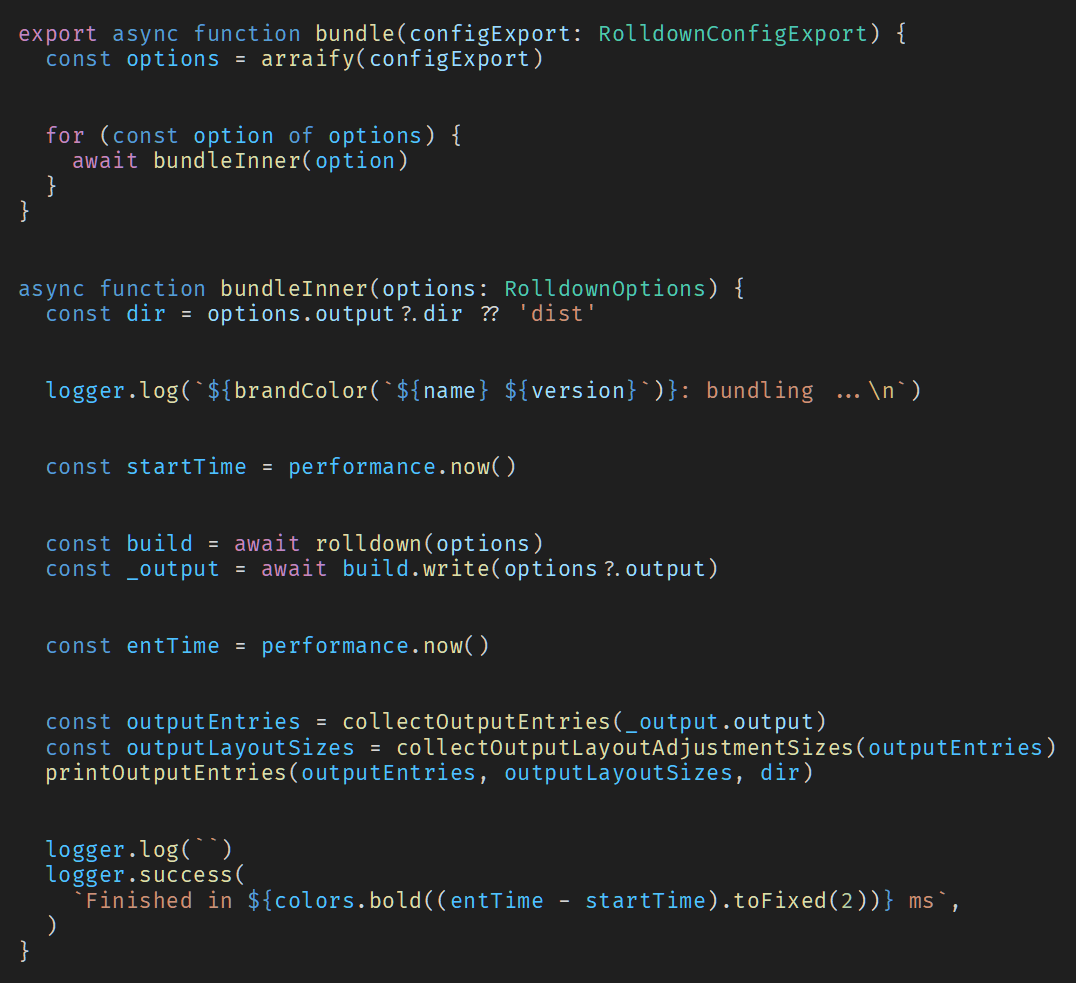 export async function bundle(configExport: RolldownConfigExport) {
  const options = arraify(configExport)

  for (const option of options) {
    await bundleInner(option)
  }
}

async function bundleInner(options: RolldownOptions) {
  const dir = options.output?.dir ?? 'dist'

  logger.log(`${brandColor(`${name} ${version}`)}: bundling ...\n`)

  const startTime = performance.now()

  const build = await rolldown(options)
  const _output = await build.write(options?.output)

  const entTime = performance.now()

  const outputEntries = collectOutputEntries(_output.output)
  const outputLayoutSizes = collectOutputLayoutAdjustmentSizes(outputEntries)
  printOutputEntries(outputEntries, outputLayoutSizes, dir)

  logger.log(``)
  logger.success(
    `Finished in ${colors.bold((entTime - startTime).toFixed(2))} ms`,
  )
}